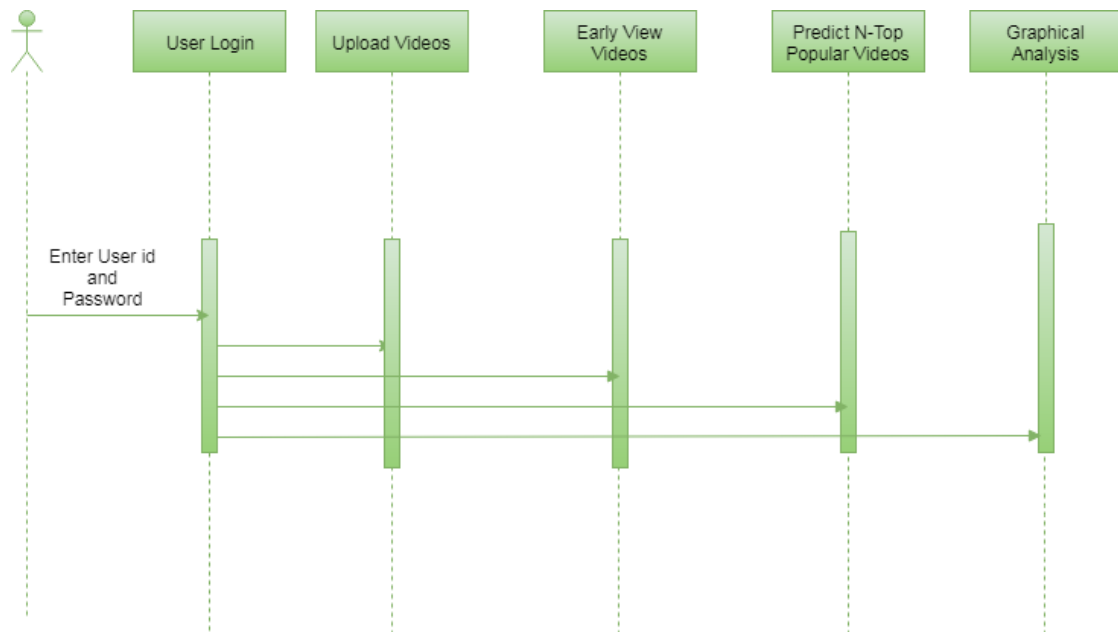 User Login
Upload Videos
Early View
Videos
Predict N-Top
Popular Videos
Graphical
Analysis
Enter User id
and
Password